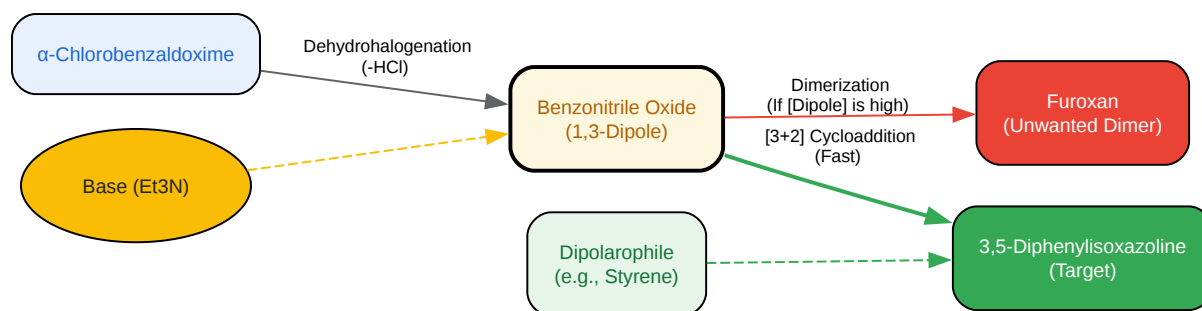 α-Chlorobenzaldoxime
Dehydrohalogenation
(-HCl)
Base (Et3N)
Benzonitrile Oxide
(1,3-Dipole)
Dimerization
(If [Dipole] is high)
[3+2] Cycloaddition
(Fast)
Furoxan
(Unwanted Dimer)
Dipolarophile
(e.g., Styrene)
3,5-Diphenylisoxazoline
(Target)